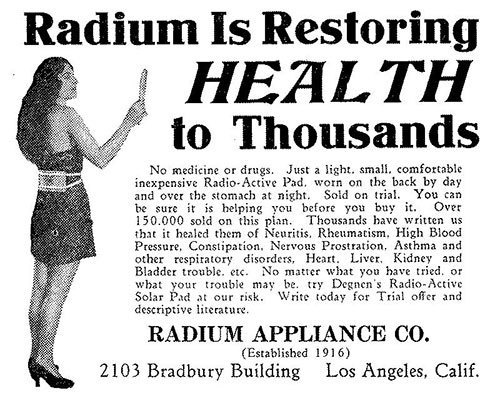 Radium Is Restoring
HEALTH
to Thousands
No medicine or drugs. Just a light, small, comfortable
inexpensive Radio-Active Pad, worn on the back by day
and over the stomach at night. Sold on trial. You can
be sure it is helping you before you buy it. Over
150,000 sold on this plan. Thousands have written us
that it healed them of Neuritis, Rheumatism, High Blood
Pressure, Constipation, Nervous Prostration, Asthma and
other respiratory disorders, Heart, Liver, Kidney and
Bladder trouble, etc. No matter what you have tried, or
what your trouble may be, try Degnen's Radio-Active
Solar Pad at our risk. Write today for Trial offer and
descriptive literature.
RADIUM APPLIANCE CO.
(Established 1916)
2103 Bradbury Building Los Angeles, Calif.